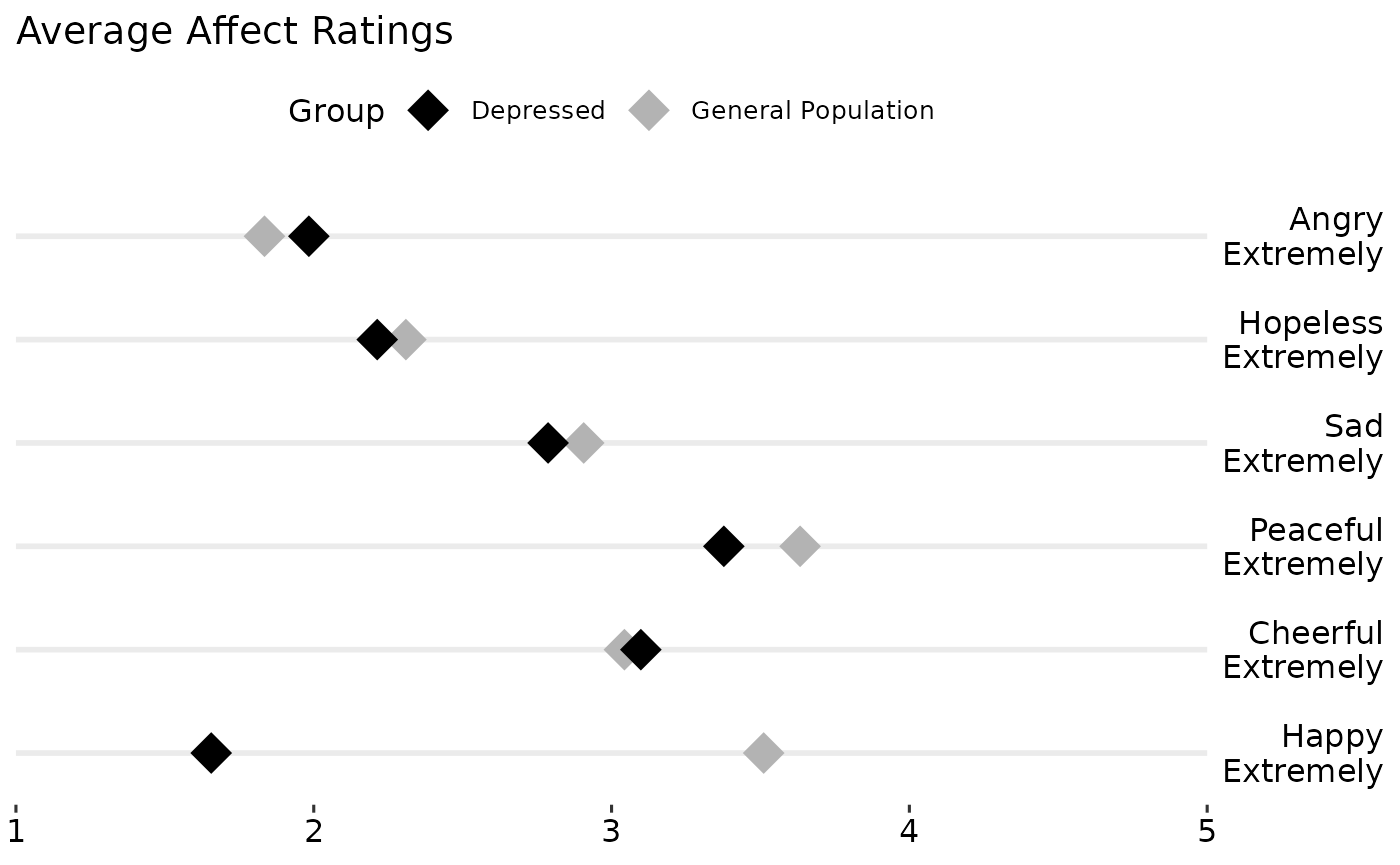 Average Affect Ratings
Group Depressed General Population
Angry
Extremely
Hopeless
Extremely
Sad
Extremely
Peaceful
Extremely
Cheerful
Extremely
Happy
Extremely
1 2 3 4 5